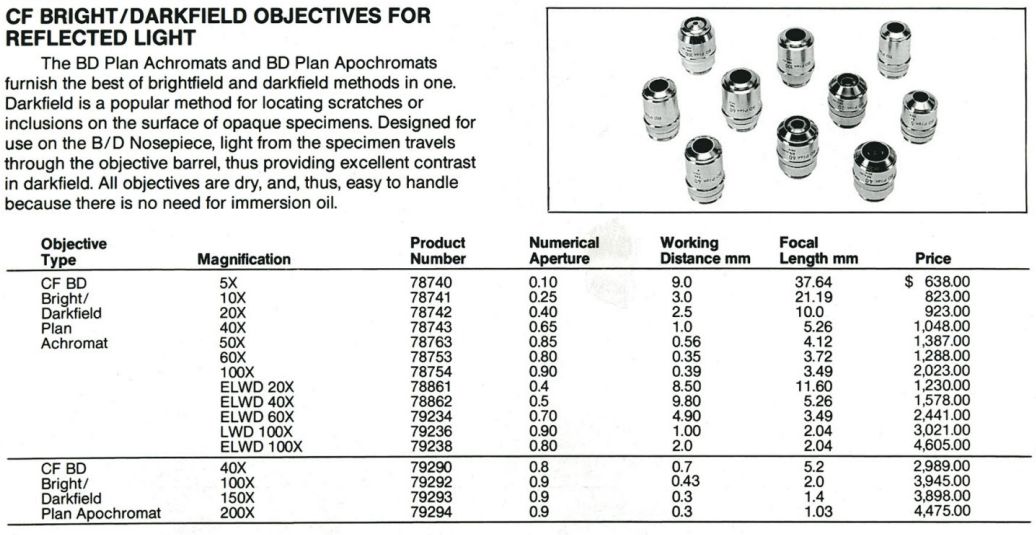 CF BRIGHT/DARKFIELD OBJECTIVES FOR
REFLECTED LIGHT
The BD Plan Achromats and BD Plan Apochromats
furnish the best of brightfield and darkfield methods in one.
Darkfield is a popular method for locating scratches or
inclusions on the surface of opaque specimens. Designed for
use on the B/D Nosepiece, light from the specimen travels
through the objective barrel, thus providing excellent contrast
in darkfield. All objectives are dry, and, thus, easy to handle
because there is no need for immersion oil.
Objective Product Numerical Working Focal
Type Magnification Number Aperture Distance mm Length mm Price
CF BD 5X 78740 0.10 9.0 37.64 $ 638.00
Bright/ 10X 78741 0.25 3.0 21.19 823.00
Darkfield 20X 78742 0.40 2.5 10.0 923.00
Plan 40X 78743 0.65 1.0 5.26 1,048.00
Achromat 50X 78763 0.85 0.56 4.12 1,387.00
60X 78753 0.80 0.35 3.72 1,288.00
100X 78754 0.90 0.39 3.49 2,023.00
ELWD 20X 78861 0.4 8.50 11.60 1,230.00
ELWD 40X 78862 0.5 9.80 5.26 1,578.00
ELWD 60X 79234 0.70 4.90 3.49 2,441.00
LWD 100X 79236 0.90 1.00 2.04 3,021.00
ELWD 100X 79238 0.80 2.0 2.04 4,605.00
CF BD 40X 79290 0.8 0.7 5.2 2,989.00
Bright/ 100X 79292 0.9 0.43 2.0 3,945.00
Darkfield 150X 79293 0.9 0.3 1.4 3,898.00
Plan Apochromat 200X 79294 0.9 0.3 1.03 4,475.00